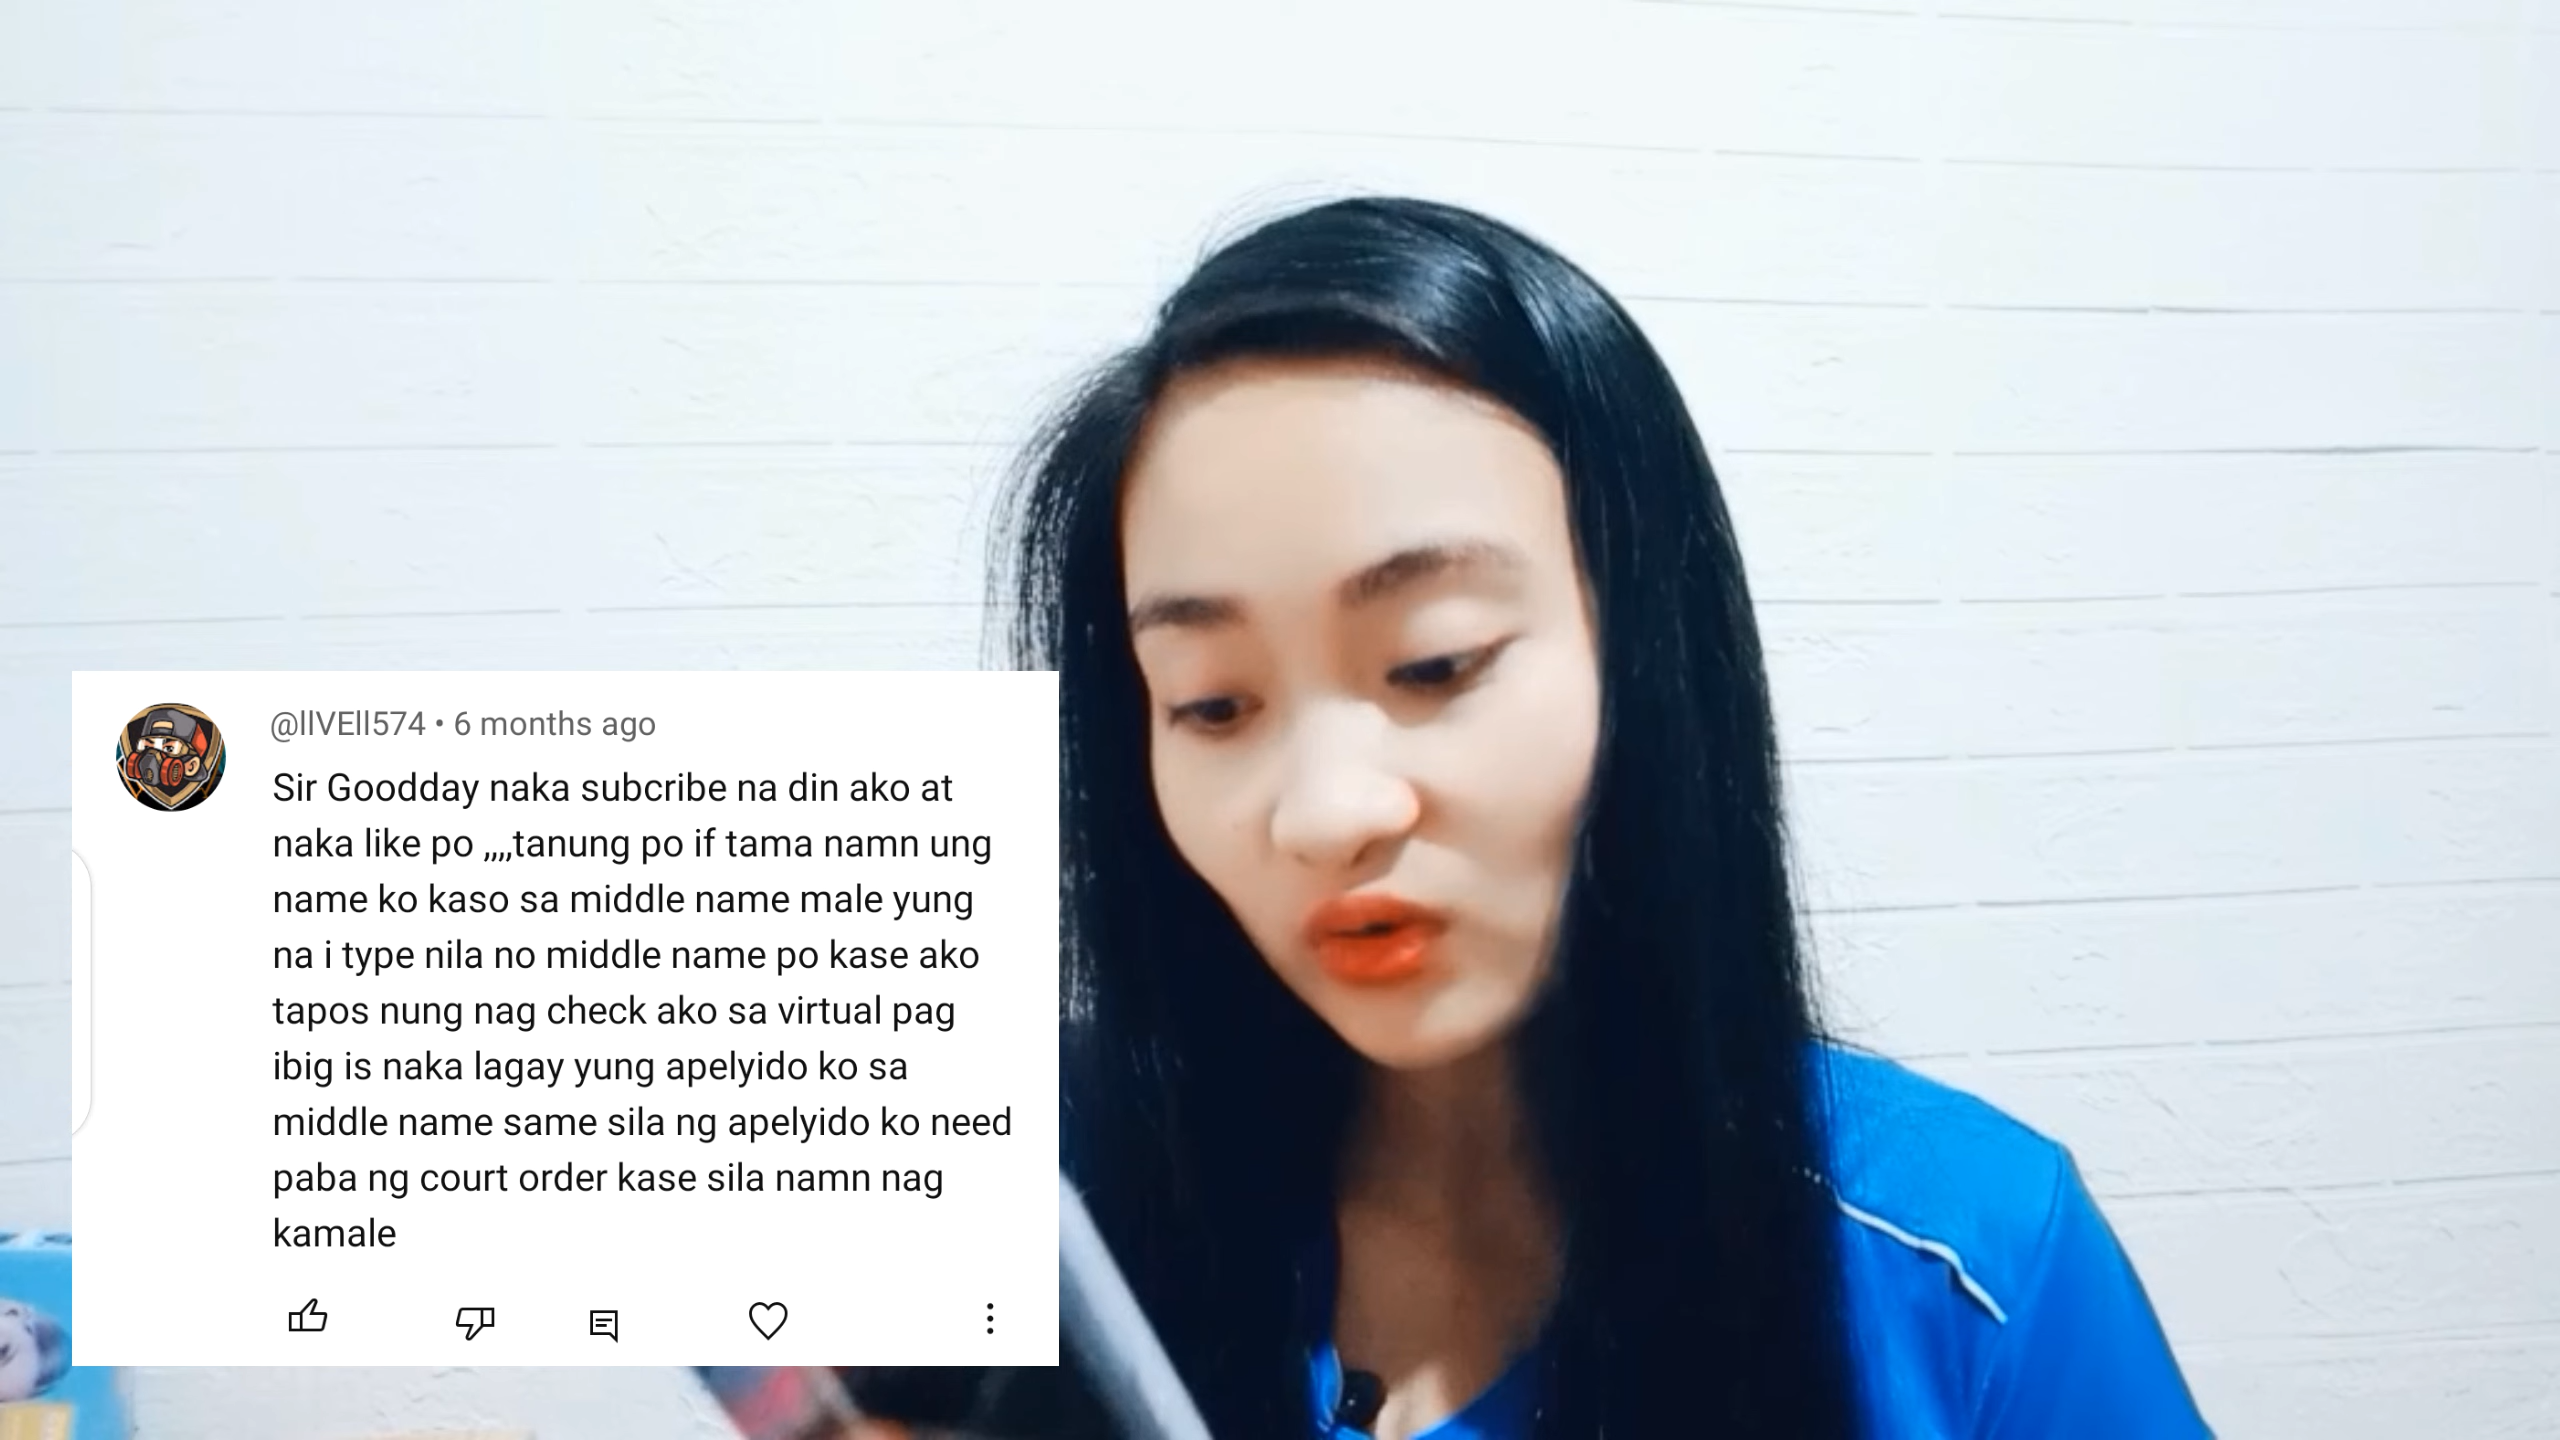 @llVEll574 • 6 months ago
Sir Goodday naka subcribe na din ako at
naka like po ,,,,tanung po if tama namn ung
name ko kaso sa middle name male yung
na i type nila no middle name po kase ako
tapos nung nag check ako sa virtual pag
ibig is naka lagay yung apelyido ko sa
middle name same sila ng apelyido ko need
paba ng court order kase sila namn nag
kamale